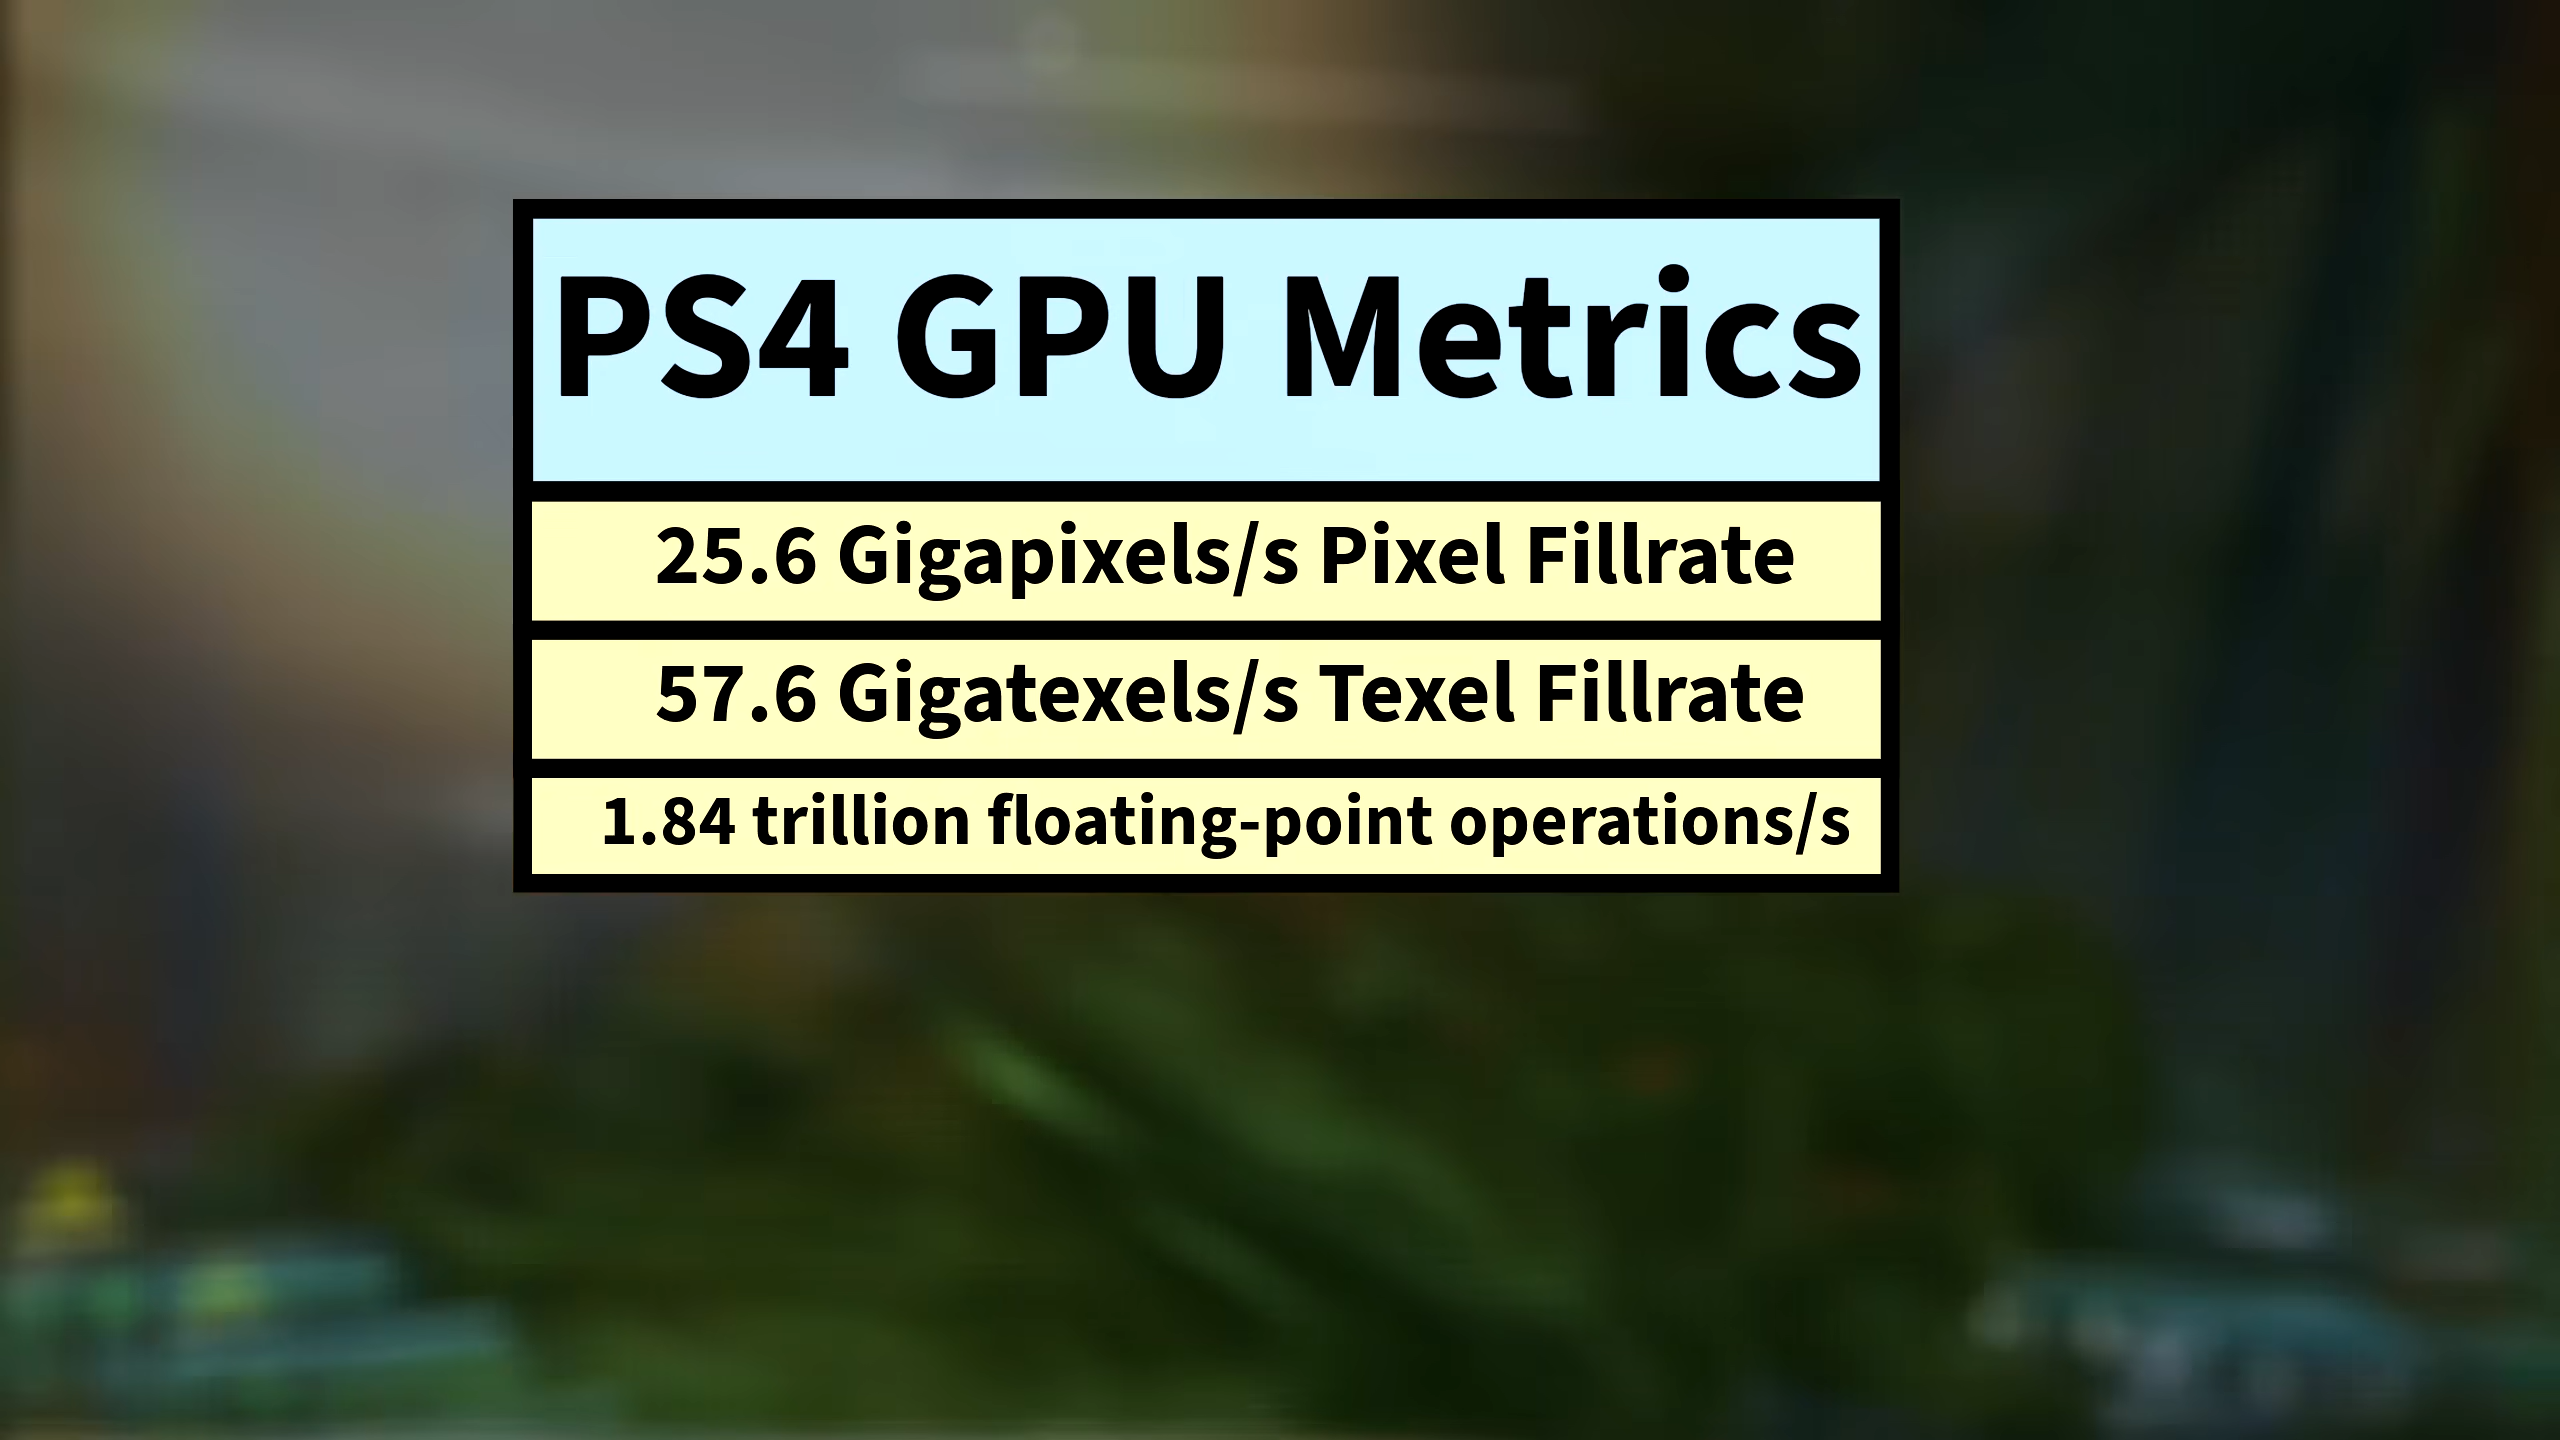 PS4 GPU Metrics
25.6 Gigapixels/s Pixel Fillrate
57.6 Gigatexels/s Texel Fillrate
1.84 trillion floating-point operations/s